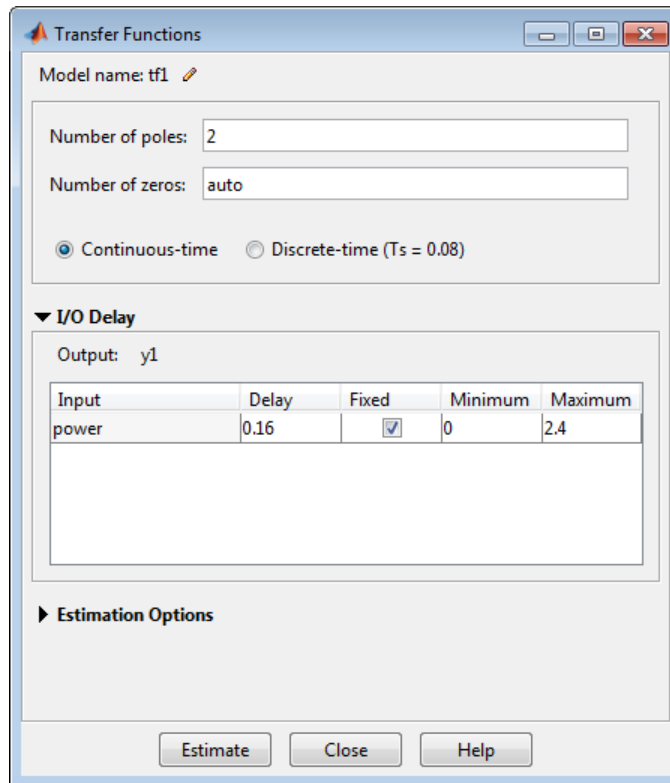 Transfer Functions
Model name: tf1
Number of poles: 2
Number of zeros: auto
Continuous-time Discrete-time (Ts = 0.08)
I/O Delay
Output: y1
Input Delay Fixed Minimum Maximum
power 0.16 0 2.4
Estimation Options
Estimate Close Help